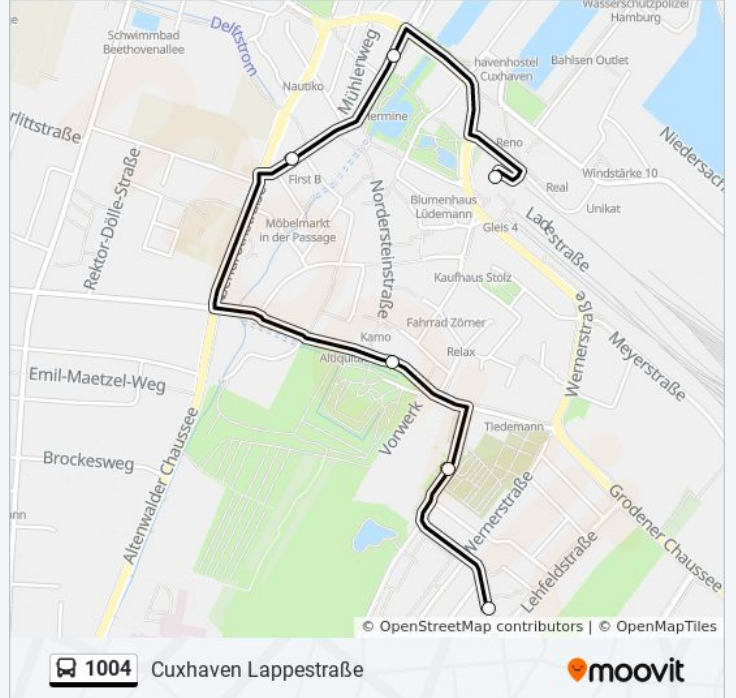 Wasserschutzpolizei
Hamburg
Schwimmbad
Beethovenallee
Delftstrom
havenhostel
Cuxhaven
Bahlsen Outlet
Nautiko
Mühlerweg
rlittstraße
Hermine
Reno
Niedersach
First B
Windstärke 10
Real
Unikat
Rektor-Dölle-Straße
Nordersteinstraße
Blumenhaus
Lüdemann
Möbelmarkt
in der Passage
Gleis 4
Ladestraße
Kaufhaus Stolz
Wernerstraße
Kamo
Fahrrad Zörner
Relax
Meyerstraße
Emil-Maetzel-Weg
Vorwerk
Tiedemann
Brockesweg
Altenwalder Chaussee
Wernerstraße
Grodener Chaussee
Lehfeldstraße
© OpenStreetMap contributors | © OpenMapTiles
1004 Cuxhaven Lappestraße
moovit